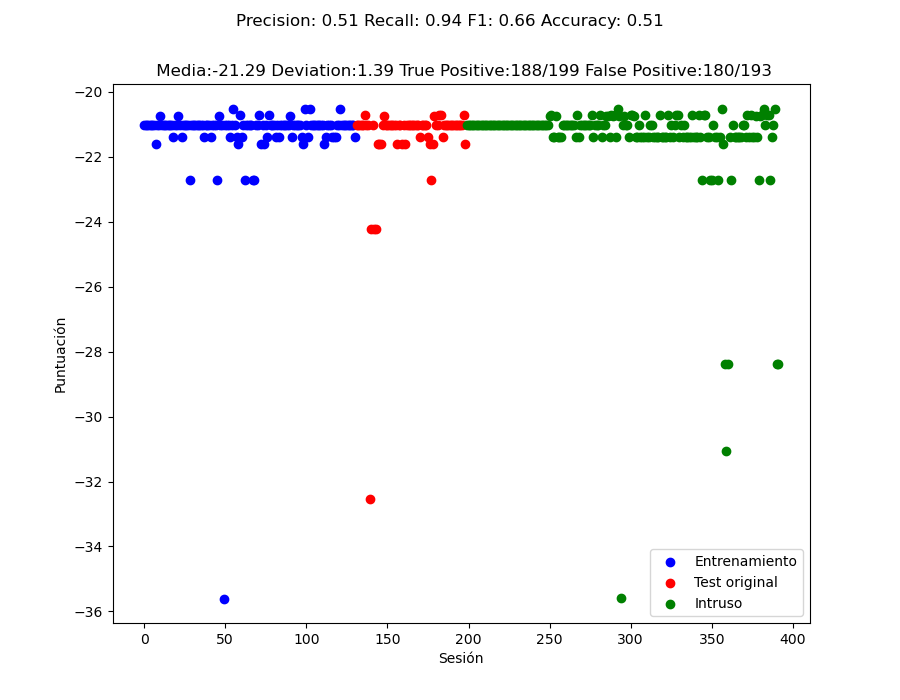 Precision: 0.51 Recall: 0.94 F1: 0.66 Accuracy: 0.51
Media:-21.29 Deviation:1.39 True Positive:188/199 False Positive:180/193
−20
−22
−24
−26
−28
−30
−32
−34
−36
Puntuación
Entrenamiento
Test original
Intruso
0 50 100 150 200 250 300 350 400
Sesión